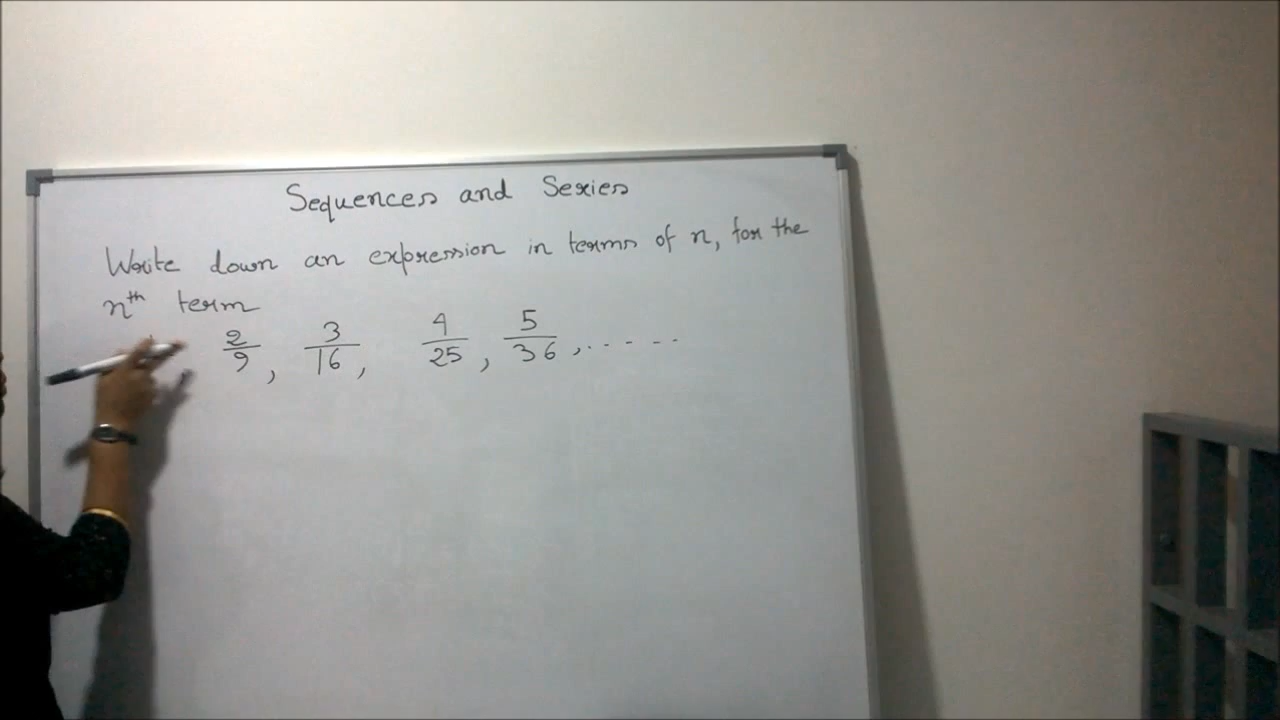 Sequences and Series
Write down an expression in terms of n, for the
nth term
2/9, 3/16, 4/25, 5/36, .....